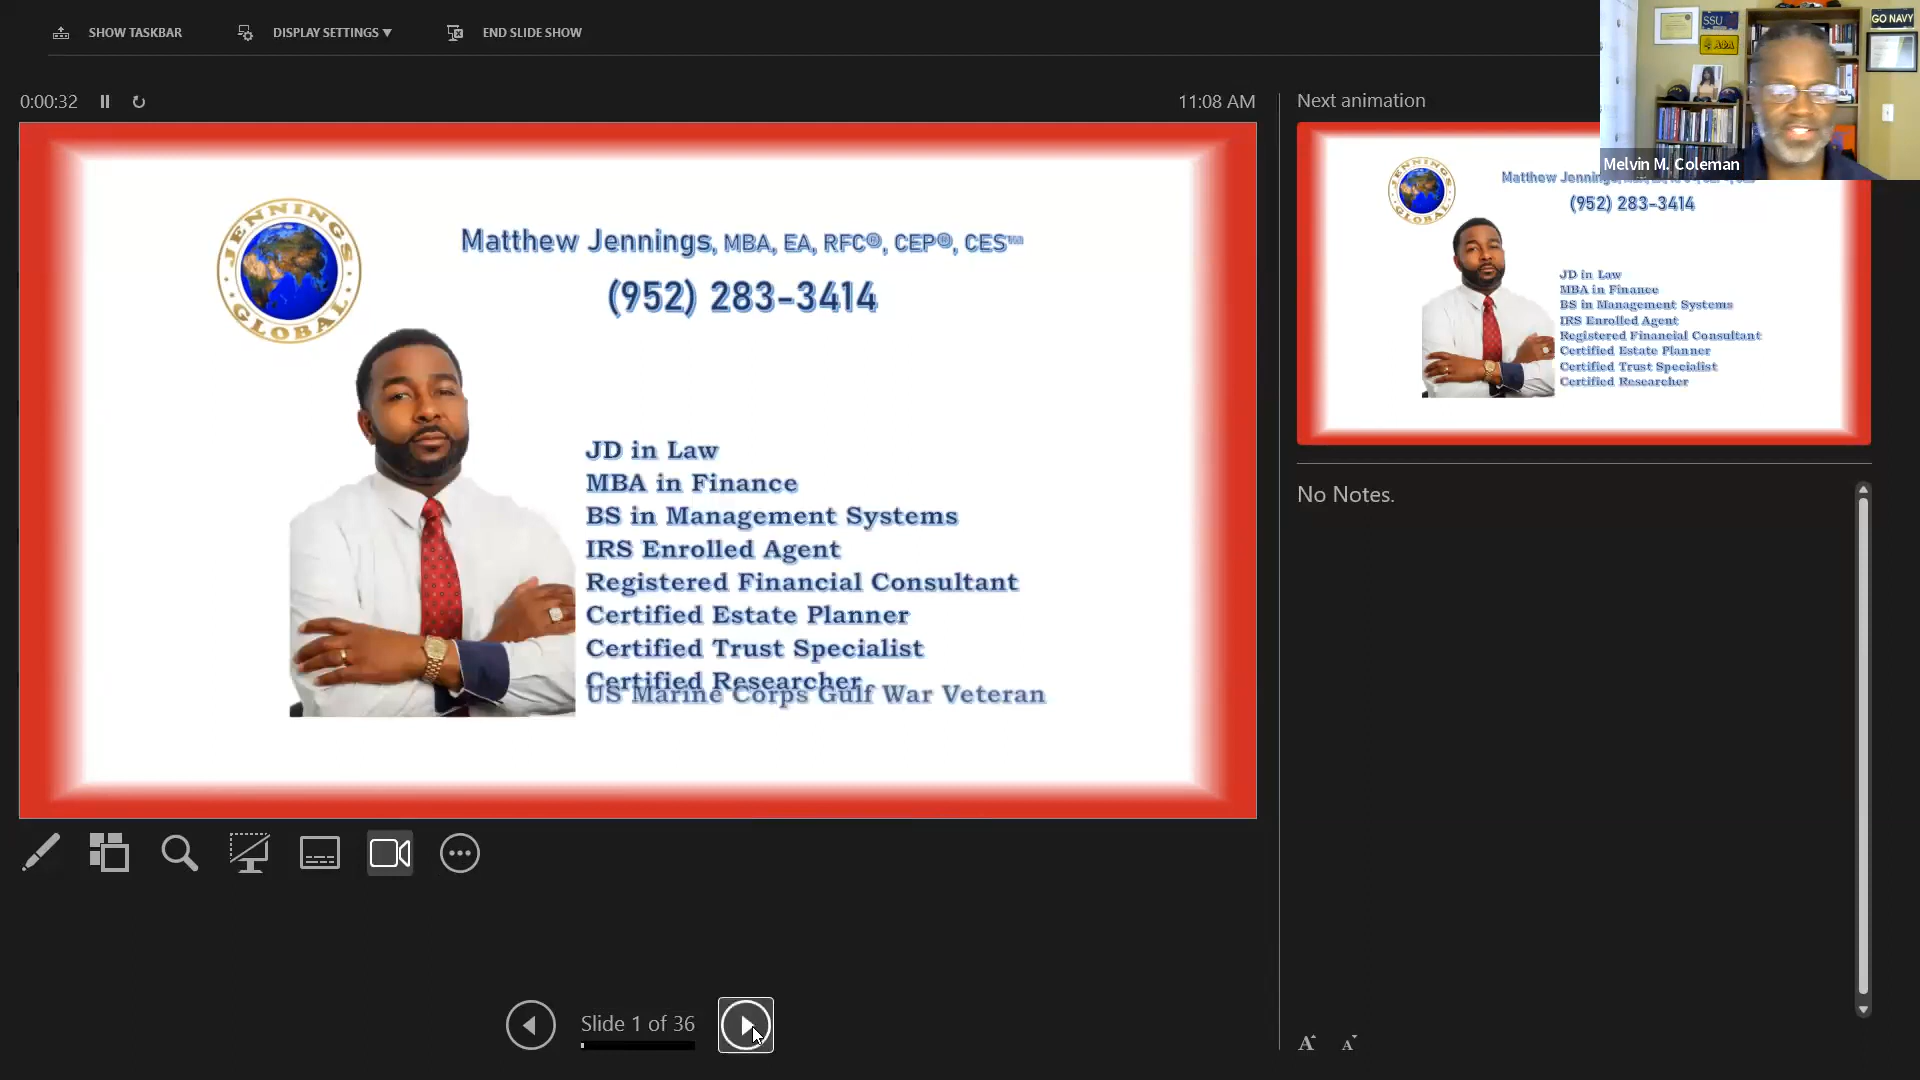 SHOW TASKBAR
DISPLAY SETTINGS ▼
END SLIDE SHOW
SSU
GO NAVY
Melvin M. Coleman
0:00:32
11:08 AM
Next animation
JENNINGS
GLOBAL
Matthew Jennings, MBA, EA, RFC®, CEP®, CES™
(952) 283-3414
JD in Law
MBA in Finance
BS in Management Systems
IRS Enrolled Agent
Registered Financial Consultant
Certified Estate Planner
Certified Trust Specialist
Certified Researcher
US Marine Corps Gulf War Veteran
JENNINGS
GLOBAL
Matthew Jennings,
(952) 283-3414
JD in Law
MBA in Finance
BS in Management Systems
IRS Enrolled Agent
Registered Financial Consultant
Certified Estate Planner
Certified Trust Specialist
Certified Researcher
No Notes.
Slide 1 of 36
A A